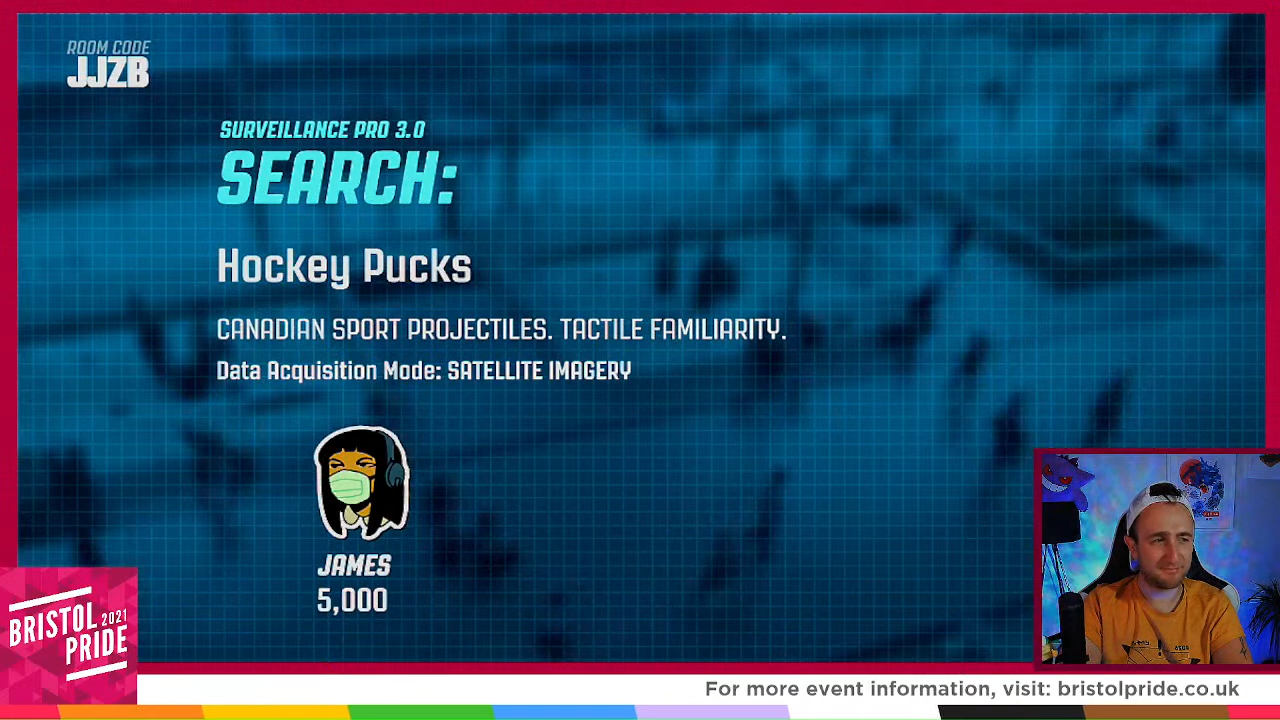 ROOM CODE
JJZB
SURVEILLANCE PRO 3.0
SEARCH:
Hockey Pucks
CANADIAN SPORT PROJECTILES. TACTILE FAMILIARITY.
Data Acquisition Mode: SATELLITE IMAGERY
JAMES
5,000
BRISTOL 2021
PRIDE
For more event information, visit: bristolpride.co.uk